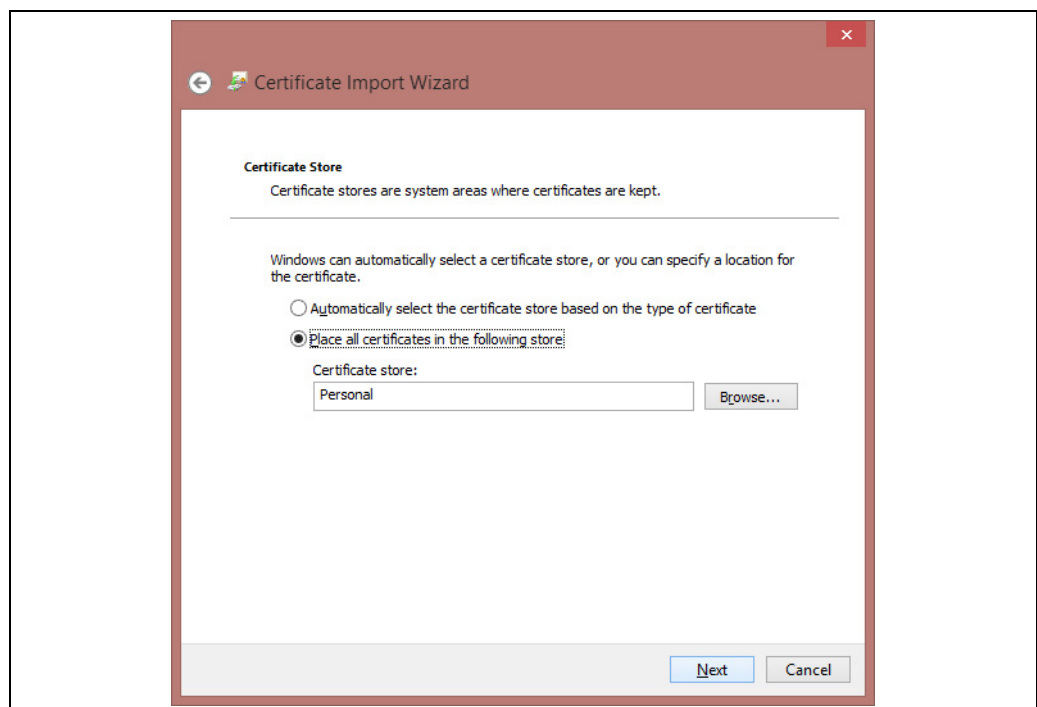 Certificate Import Wizard
Certificate Store
Certificate stores are system areas where certificates are kept.
Windows can automatically select a certificate store, or you can specify a location for
the certificate.
Automatically select the certificate store based on the type of certificate
Place all certificates in the following store
Certificate store:
Personal
Browse...
Next
Cancel